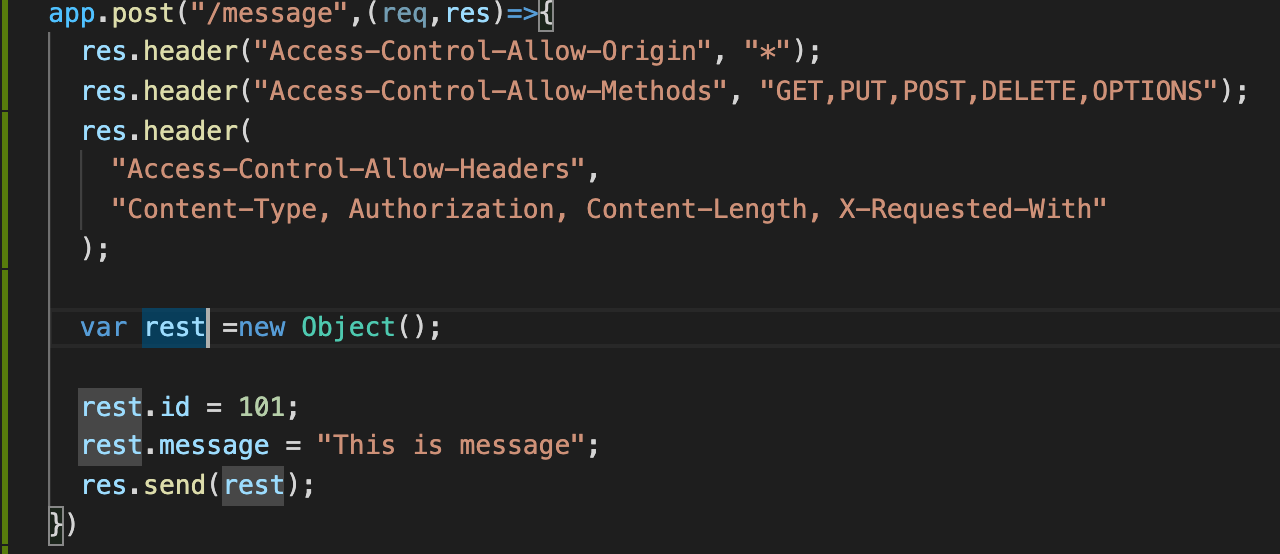 app.post("/message",(req,res)=>{
res.header("Access-Control-Allow-Origin", "*");
res.header("Access-Control-Allow-Methods", "GET,PUT,POST,DELETE,OPTIONS");
res.header(
"Access-Control-Allow-Headers",
"Content-Type, Authorization, Content-Length, X-Requested-With"
);
var rest =new Object();
rest.id = 101;
rest.message = "This is message";
res.send(rest);
})